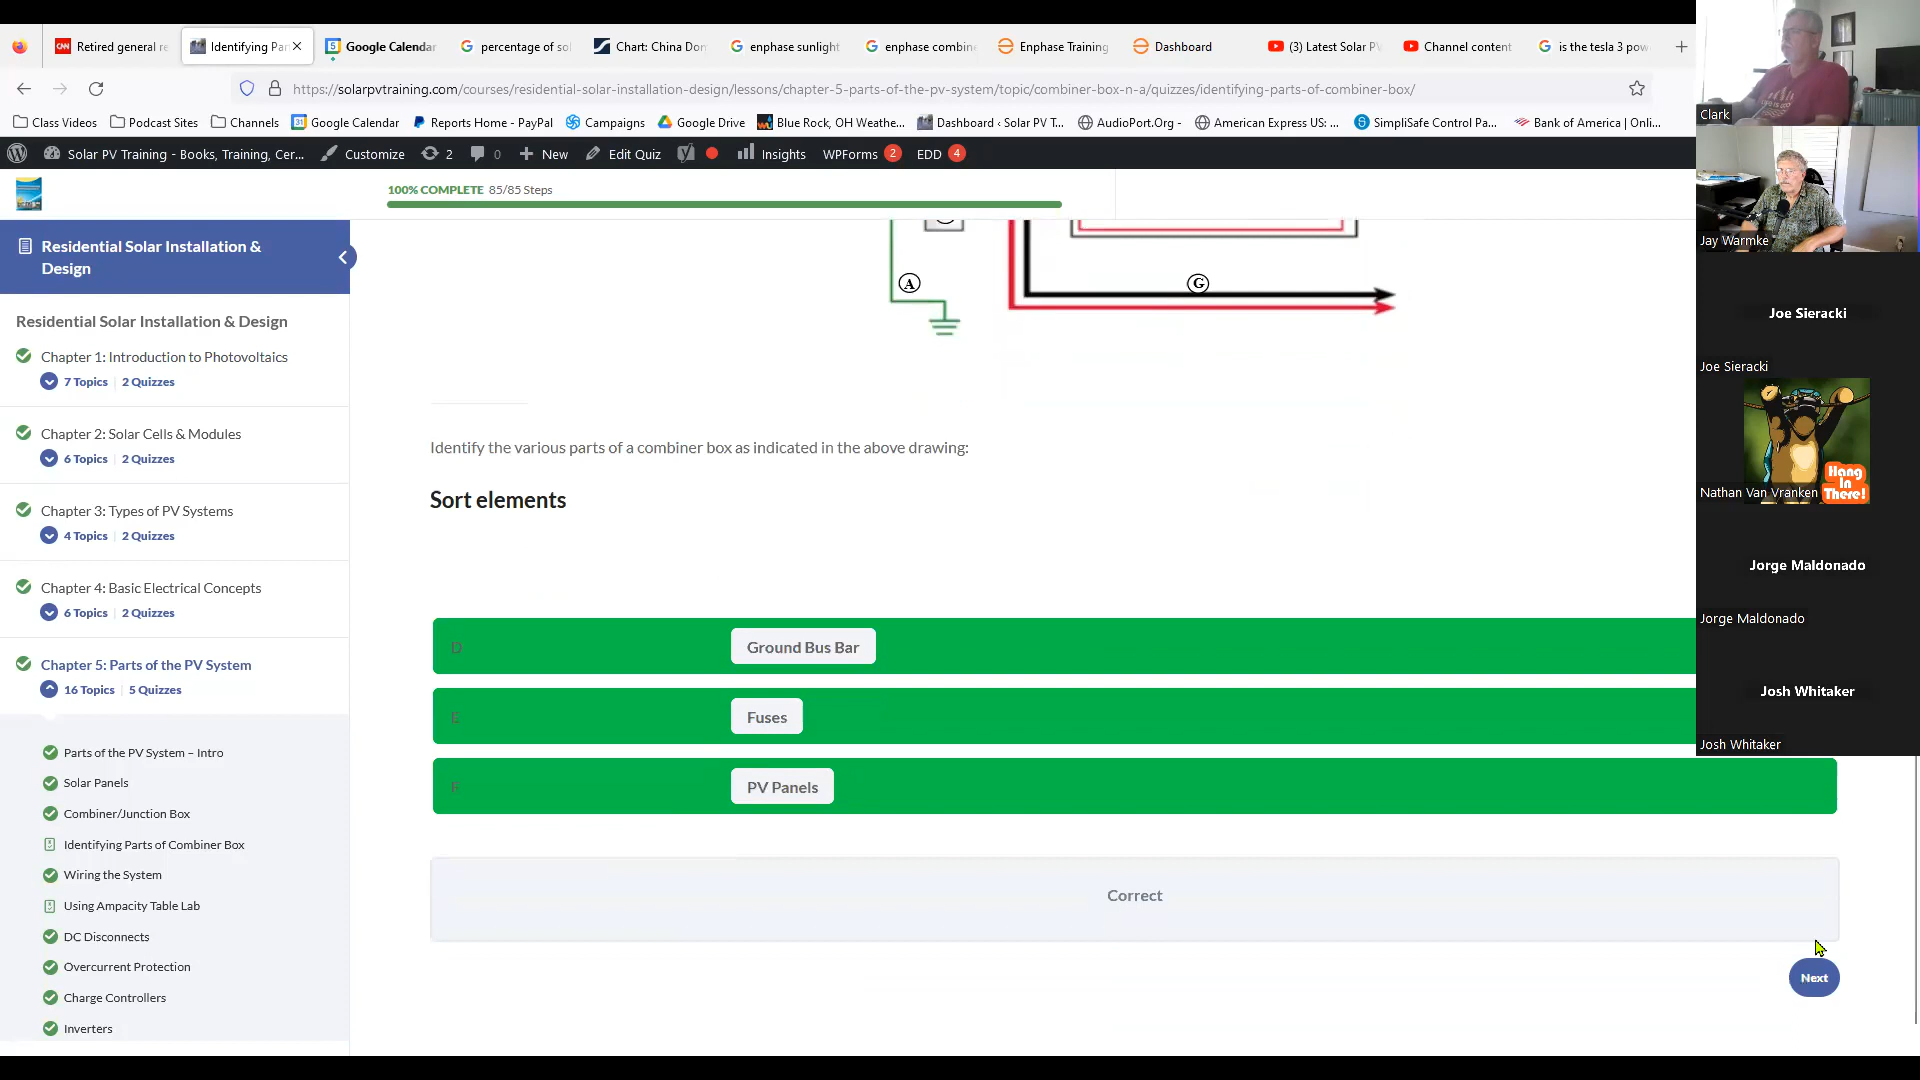 CNN Retired general re
Identifying Par
5 Google Calendar
percentage of so
Chart: China Dom
enphase sunlight
enphase combine
Enphase Training
Dashboard
(3) Latest Solar PV
Channel content
is the tesla 3 pow
https://solarpvtraining.com/courses/residential-solar-installation-design/lessons/chapter-5-parts-of-the-pv-system/topic/combiner-box-n-a/quizzes/identifying-parts-of-combiner-box/
Class Videos
Podcast Sites
Channels
31 Google Calendar
Reports Home - PayPal
Campaigns
Google Drive
Blue Rock, OH Weathe...
Dashboard ‹ Solar PV T...
AudioPort.Org -
American Express US: ...
SimpliSafe Control Pa...
Bank of America | Onli...
Solar PV Training - Books, Training, Cer...
Customize
2
0
New
Edit Quiz
Insights
WPForms 2
EDD 4
100% COMPLETE 85/85 Steps
Residential Solar Installation &
Design
Residential Solar Installation & Design
Chapter 1: Introduction to Photovoltaics
7 Topics | 2 Quizzes
Chapter 2: Solar Cells & Modules
6 Topics | 2 Quizzes
Chapter 3: Types of PV Systems
4 Topics | 2 Quizzes
Chapter 4: Basic Electrical Concepts
6 Topics | 2 Quizzes
Chapter 5: Parts of the PV System
16 Topics | 5 Quizzes
Parts of the PV System – Intro
Solar Panels
Combiner/Junction Box
Identifying Parts of Combiner Box
Wiring the System
Using Ampacity Table Lab
DC Disconnects
Overcurrent Protection
Charge Controllers
Inverters
A
G
Identify the various parts of a combiner box as indicated in the above drawing:
Sort elements
D Ground Bus Bar
E Fuses
F PV Panels
Correct
Next
Clark
Jay Warmke
Joe Sieracki
Joe Sieracki
Hang
In
There!
Nathan Van Vranken
Jorge Maldonado
Jorge Maldonado
Josh Whitaker
Josh Whitaker